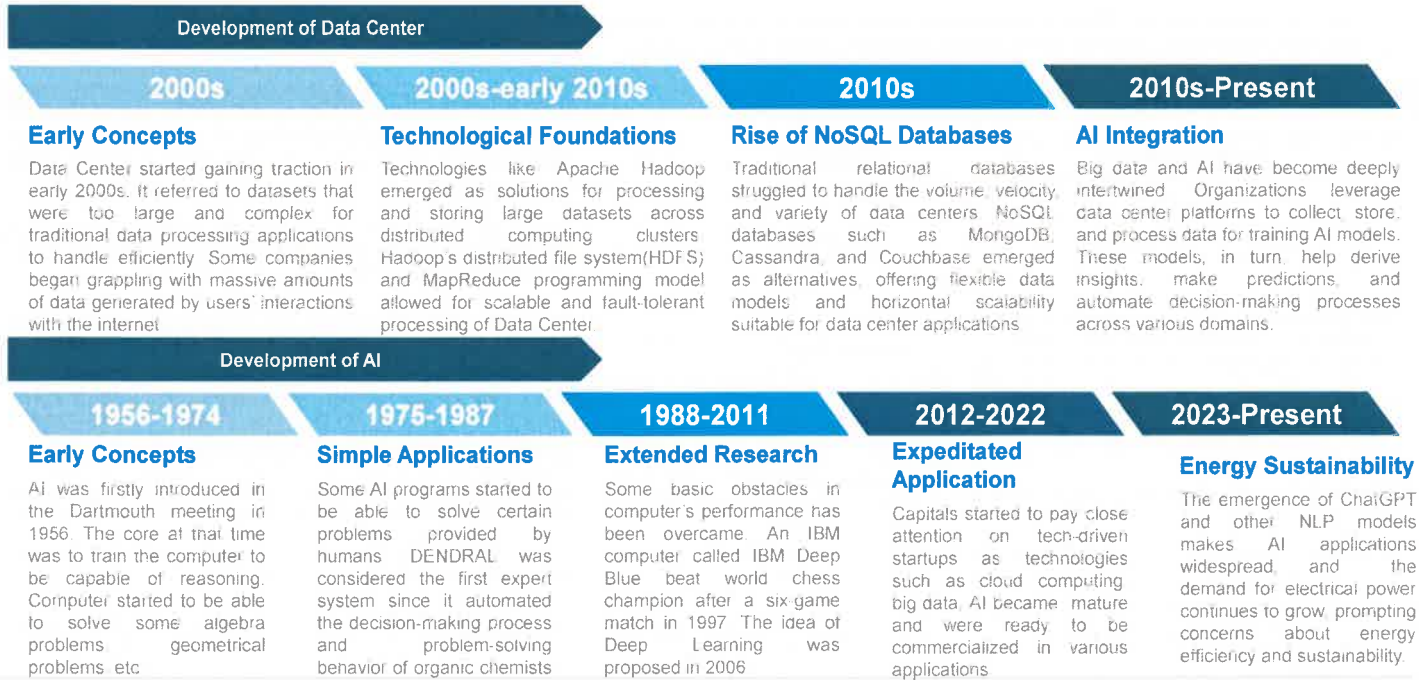 Development of Data Center
2000s
Early Concepts
Data Center started gaining traction in
early 2000s. It referred to datasets that
were too large and complex for
traditional data processing applications
to handle efficiently Some companies
began grappling with massive amounts
of data generated by users' interactions
with the internet
2000s-early 2010s
Technological Foundations
Technologies like Apache Hadoop
emerged as solutions for processing
and storing large datasets across
distributed computing clusters
Hadoop's distributed file system(HDFS)
and MapReduce programming model
allowed for scalable and fault-tolerant
processing of Data Center.
2010s
Rise of NoSQL Databases
Traditional relational databases
struggled to handle the volume, velocity,
and variety of data centers NoSQL
databases such as MongoDB,
Cassandra, and Couchbase emerged
as alternatives, offering flexible data
models and horizontal scalability
suitable for data center applications
2010s-Present
AI Integration
Big data and AI have become deeply
intertwined Organizations leverage
data center platforms to collect, store,
and process data for training AI models.
These models, in turn, help derive
insights, make predictions, and
automate decision-making processes
across various domains.
Development of AI
1956-1974
Early Concepts
AI was firstly introduced in
the Dartmouth meeting in
1956. The core at that time
was to train the computer to
be capable of reasoning.
Computer started to be able
to solve some algebra
problems, geometrical
problems, etc
1975-1987
Simple Applications
Some AI programs started to
be able to solve certain
problems provided by
humans DENDRAL was
considered the first expert
system since it automated
the decision-making process
and problem-solving
behavior of organic chemists
1988-2011
Extended Research
Some basic obstacles in
computer's performance has
been overcame. An IBM
computer called IBM Deep
Blue beat world chess
champion after a six-game
match in 1997 The idea of
Deep Learning was
proposed in 2006
2012-2022
Expeditated
Application
Capitals started to pay close
attention on tech-driven
startups as technologies
such as cloud computing,
big data, AI became mature
and were ready to be
commercialized in various
applications
2023-Present
Energy Sustainability
The emergence of ChatGPT
and other NLP models
makes AI applications
widespread, and the
demand for electrical power
continues to grow, prompting
concerns about energy
efficiency and sustainability.